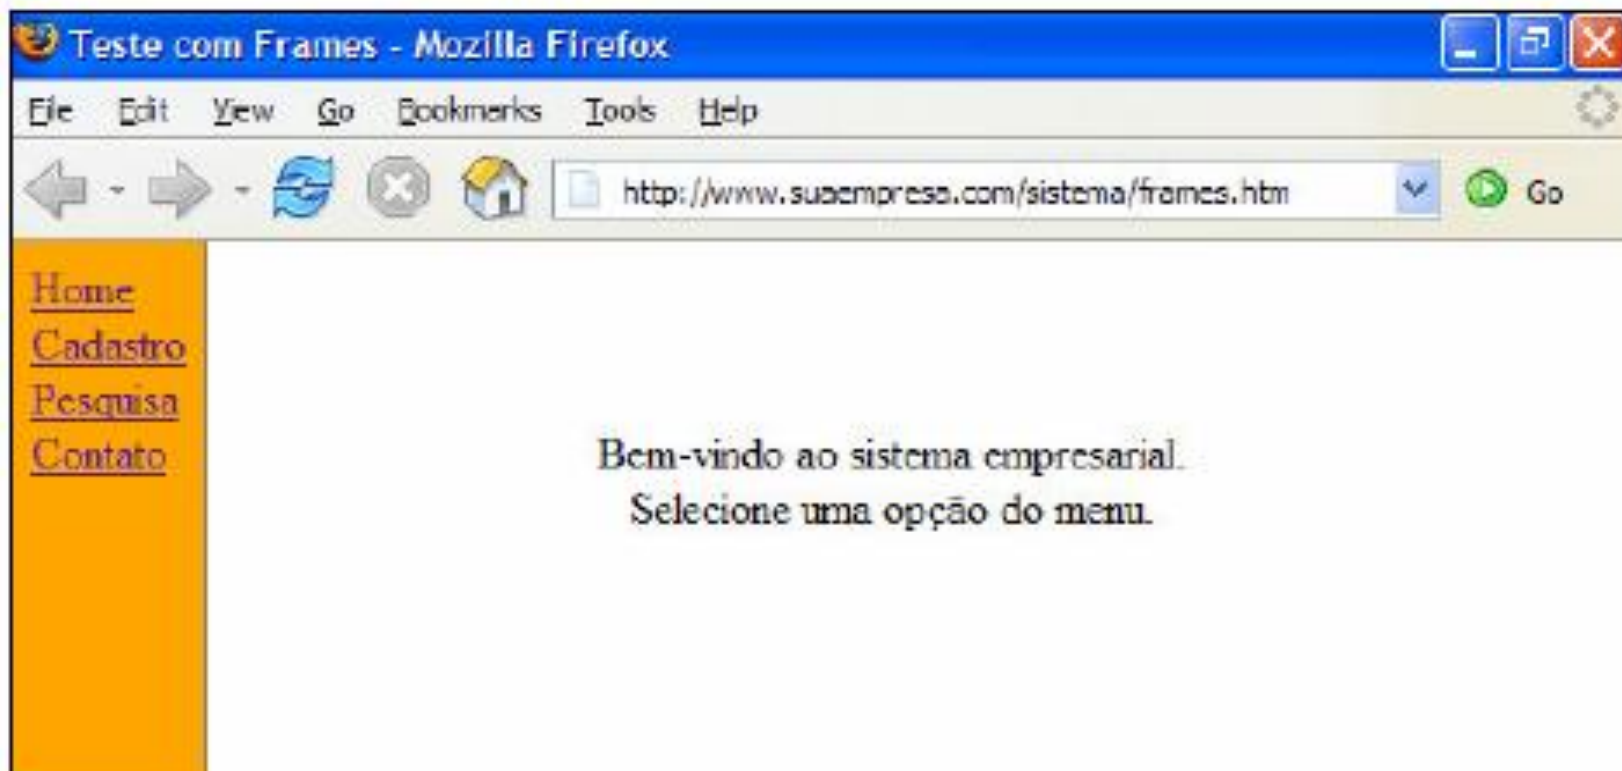 Teste com Frames - Mozilla Firefox
File Edit View Go Bookmarks Tools Help
http://www.suaempresa.com/sistema/frames.htm Go
Home
Cadastro
Pesquisa
Contato
Bem-vindo ao sistema empresarial.
Selecione uma opção do menu.